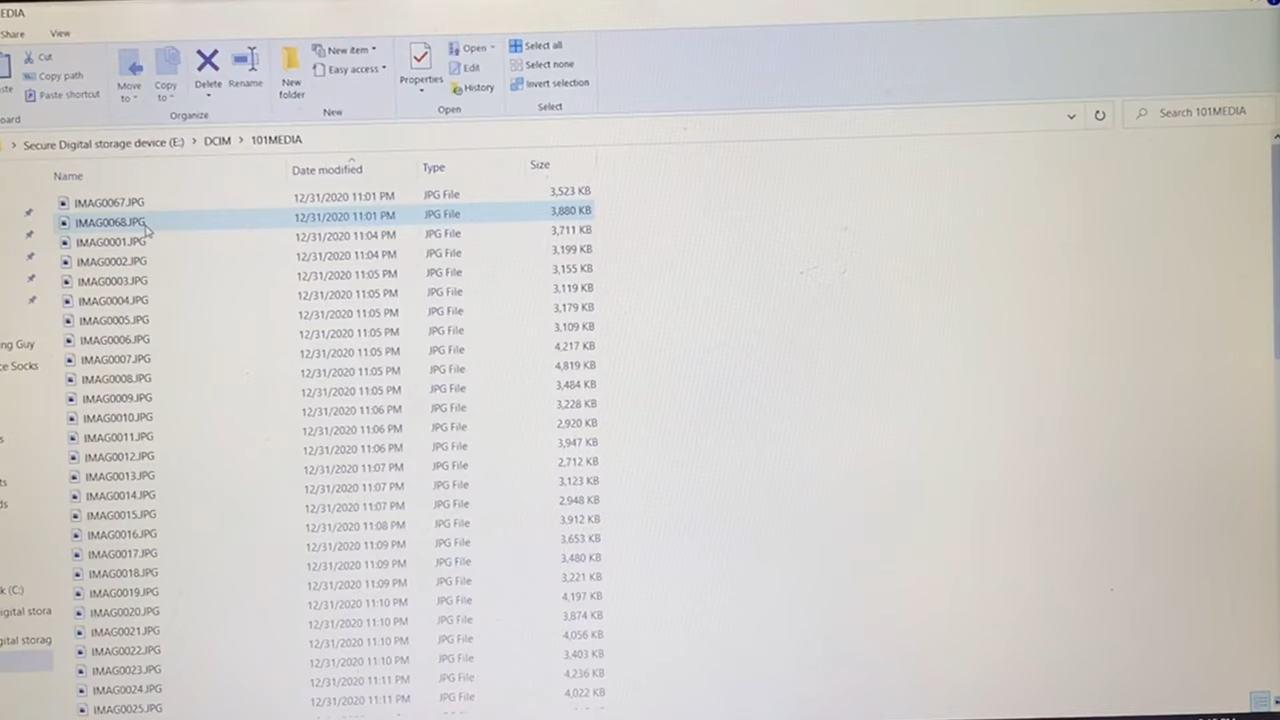 EDIA
Share View
Cut
Copy path
Paste shortcut
Move to
Copy to
Delete
Rename
Organize
New folder
New item
Easy access
New
Properties
Open
Edit
History
Open
Select all
Select none
Invert selection
Select
Secure Digital storage device (E:) > DCIM > 101MEDIA
Search 101MEDIA
Name Date modified Type Size
IMAG0067.JPG 12/31/2020 11:01 PM JPG File 3,523 KB
IMAG0068.JPG 12/31/2020 11:01 PM JPG File 3,880 KB
IMAG0001.JPG 12/31/2020 11:04 PM JPG File 3,711 KB
IMAG0002.JPG 12/31/2020 11:04 PM JPG File 3,199 KB
IMAG0003.JPG 12/31/2020 11:05 PM JPG File 3,155 KB
IMAG0004.JPG 12/31/2020 11:05 PM JPG File 3,119 KB
IMAG0005.JPG 12/31/2020 11:05 PM JPG File 3,179 KB
IMAG0006.JPG 12/31/2020 11:05 PM JPG File 3,109 KB
IMAG0007.JPG 12/31/2020 11:05 PM JPG File 4,217 KB
IMAG0008.JPG 12/31/2020 11:05 PM JPG File 4,819 KB
IMAG0009.JPG 12/31/2020 11:05 PM JPG File 3,484 KB
IMAG0010.JPG 12/31/2020 11:06 PM JPG File 3,228 KB
IMAG0011.JPG 12/31/2020 11:06 PM JPG File 2,920 KB
IMAG0012.JPG 12/31/2020 11:06 PM JPG File 3,947 KB
IMAG0013.JPG 12/31/2020 11:07 PM JPG File 2,712 KB
IMAG0014.JPG 12/31/2020 11:07 PM JPG File 3,123 KB
IMAG0015.JPG 12/31/2020 11:07 PM JPG File 2,948 KB
IMAG0016.JPG 12/31/2020 11:08 PM JPG File 3,912 KB
IMAG0017.JPG 12/31/2020 11:09 PM JPG File 3,653 KB
IMAG0018.JPG 12/31/2020 11:09 PM JPG File 3,480 KB
IMAG0019.JPG 12/31/2020 11:09 PM JPG File 3,221 KB
IMAG0020.JPG 12/31/2020 11:10 PM JPG File 4,197 KB
IMAG0021.JPG 12/31/2020 11:10 PM JPG File 3,874 KB
IMAG0022.JPG 12/31/2020 11:10 PM JPG File 4,056 KB
IMAG0023.JPG 12/31/2020 11:10 PM JPG File 3,403 KB
IMAG0024.JPG 12/31/2020 11:11 PM JPG File 4,236 KB
IMAG0025.JPG 12/31/2020 11:11 PM JPG File 4,022 KB
ng Guy
ce Socks
k (C:)
igital stora
gital storag